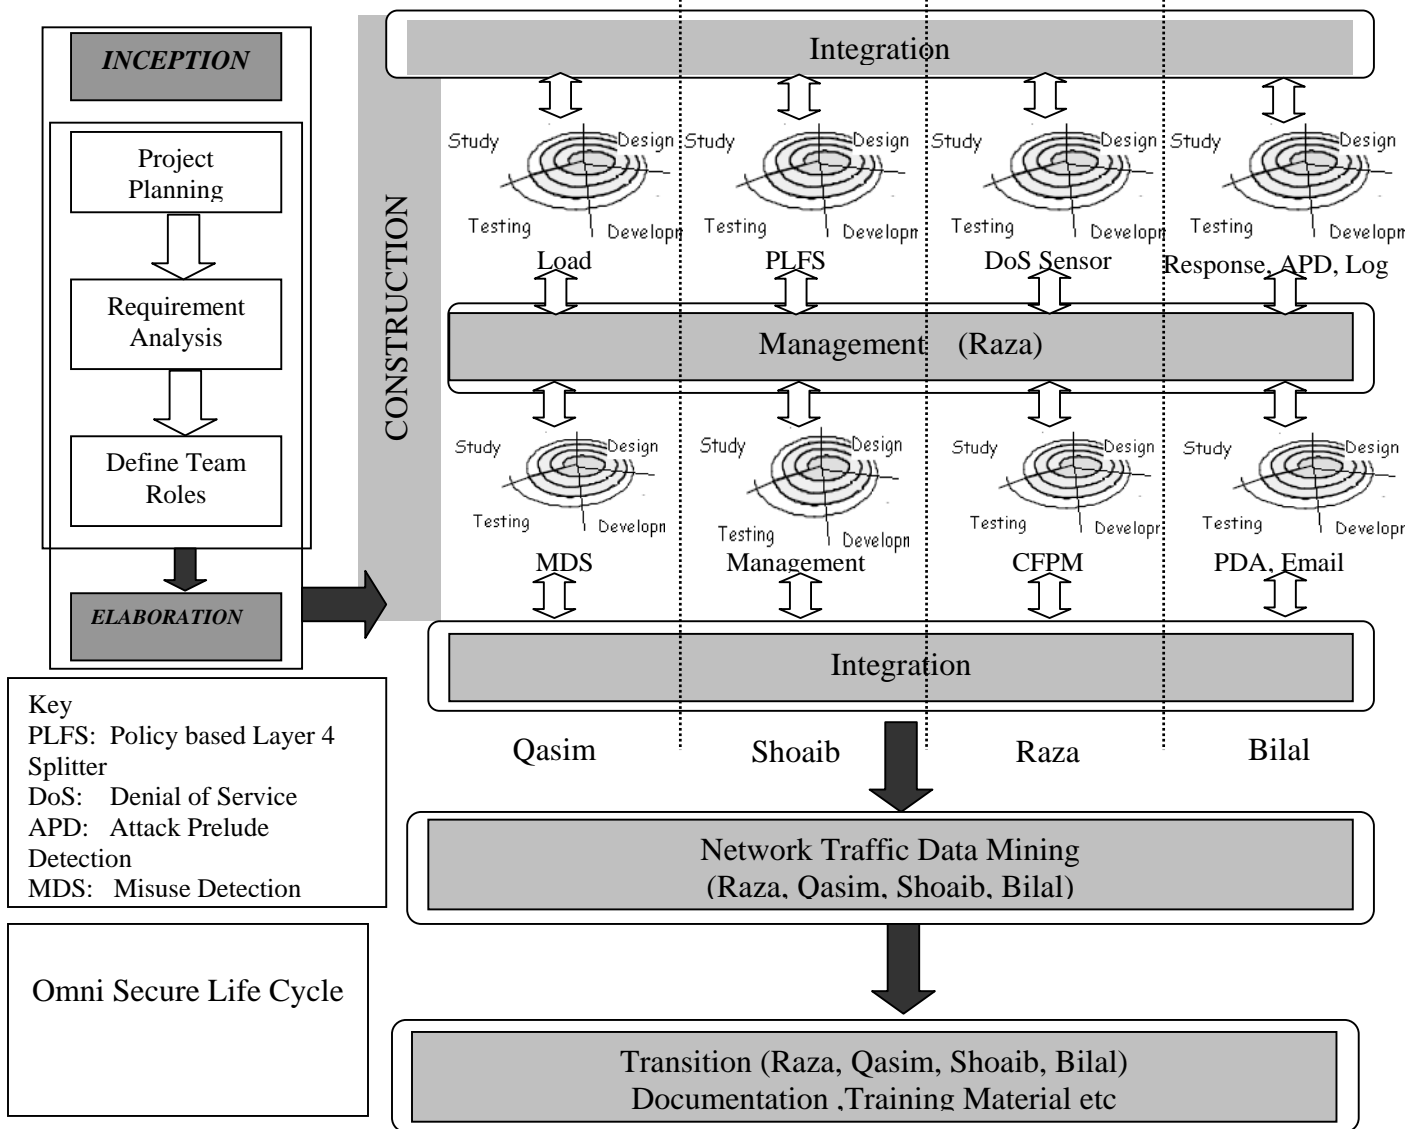 INCEPTION
Project
Planning
Requirement
Analysis
Define Team
Roles
ELABORATION
Key
PLFS: Policy based Layer 4
Splitter
DoS: Denial of Service
APD: Attack Prelude
Detection
MDS: Misuse Detection
Omni Secure Life Cycle
CONSTRUCTION
Integration
Study Design Study Design Study Design Study Design
Testing Developm Testing Developm Testing Developm Testing Developm
Load PLFS DoS Sensor Response, APD, Log
Management (Raza)
Study Design Study Design Study Design Study Design
Testing Developm Testing Developm Testing Developm Testing Developm
MDS Management CFPM PDA, Email
Integration
Qasim Shoaib Raza Bilal
Network Traffic Data Mining
(Raza, Qasim, Shoaib, Bilal)
Transition (Raza, Qasim, Shoaib, Bilal)
Documentation ,Training Material etc